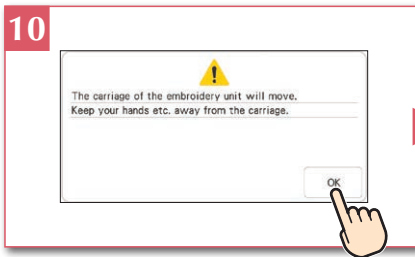 10
The carriage of the embroidery unit will move.
Keep your hands etc. away from the carriage.
OK